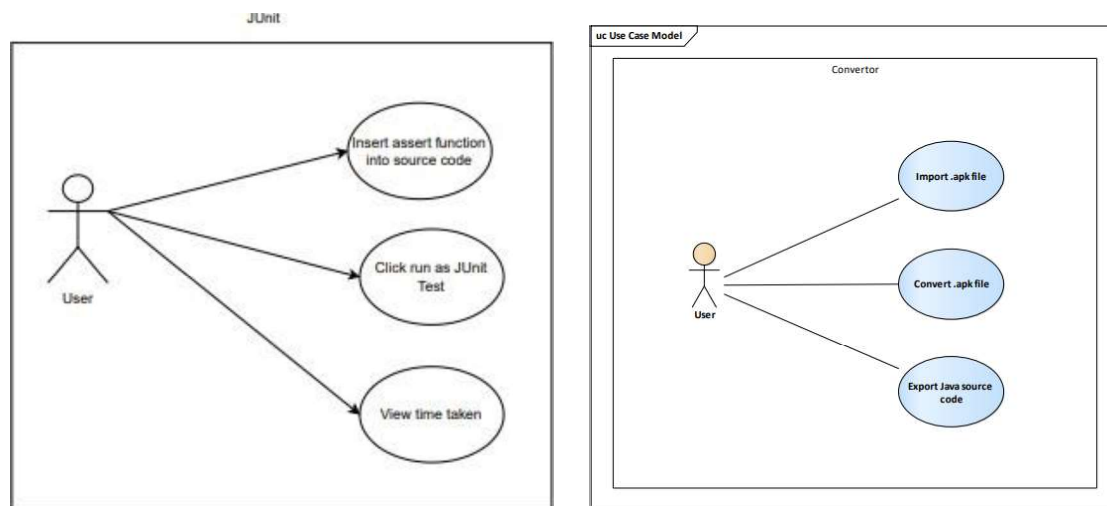 JUnit
Insert assert function
into source code
Click run as JUnit
Test
User
View time taken
uc Use Case Model
Convertor
Import .apk file
Convert .apk file
User
Export Java source
code